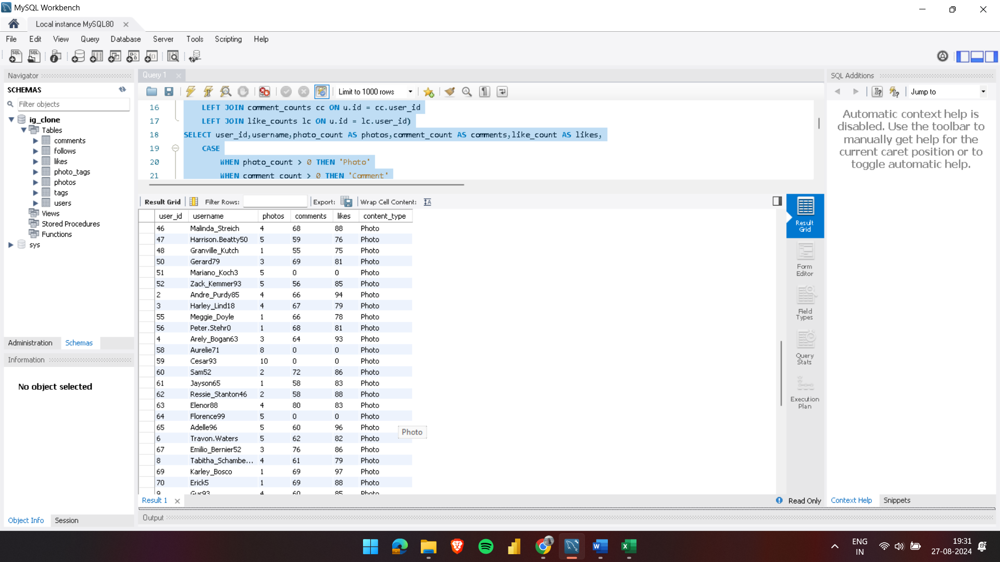 MySQL Workbench
Local instance MySQL80
File Edit View Query Database Server Tools Scripting Help
Navigator
SCHEMAS
Filter objects
ig_clone
Tables
comments
follows
likes
photo_tags
photos
tags
users
Views
Stored Procedures
Functions
sys
Administration Schemas
Information
No object selected
Object Info Session
Query 1
Limit to 1000 rows
16 LEFT JOIN comment_counts cc ON u.id = cc.user_id
17 LEFT JOIN like_counts lc ON u.id = lc.user_id)
18 SELECT user_id,username,photo_count AS photos,comment_count AS comments,like_count AS likes,
19 CASE
20 WHEN photo_count > 0 THEN 'Photo'
21 WHEN comment_count > 0 THEN 'Comment'
Result Grid Filter Rows: Export: Wrap Cell Content:
user_id username photos comments likes content_type
46 Malinda_Streich 4 68 88 Photo
47 Harrison.Beatty50 5 59 76 Photo
48 Granville_Kutch 1 55 75 Photo
50 Gerard79 3 69 81 Photo
51 Mariano_Koch3 5 0 0 Photo
52 Zack_Kemmer93 5 56 85 Photo
2 Andre_Purdy85 4 66 94 Photo
3 Harley_Lind18 4 67 79 Photo
55 Meggie_Doyle 1 66 78 Photo
56 Peter.Stehr0 1 68 81 Photo
4 Arely_Bogan63 3 64 93 Photo
58 Aurelie71 8 0 0 Photo
59 Cesar93 10 0 0 Photo
60 Sam52 2 72 86 Photo
61 Jayson65 1 58 83 Photo
62 Ressie_Stanton46 2 58 88 Photo
63 Elenor88 4 80 83 Photo
64 Florence99 5 0 0 Photo
65 Adelle96 5 60 96 Photo
Photo
6 Travon.Waters 5 62 82 Photo
67 Emilio_Bernier52 3 76 86 Photo
8 Tabitha_Schambe... 4 61 79 Photo
69 Karley_Bosco 1 69 97 Photo
70 Erick5 1 69 88 Photo
9 Gus93 4 60 85 Photo
Result 1
Read Only
Output
Result
Grid
Form
Editor
Field
Types
Query
Stats
Execution
Plan
SQL Additions
Jump to
Automatic context help is
disabled. Use the toolbar to
manually get help for the
current caret position or to
toggle automatic help.
Context Help Snippets
ENG
IN
19:31
27-08-2024